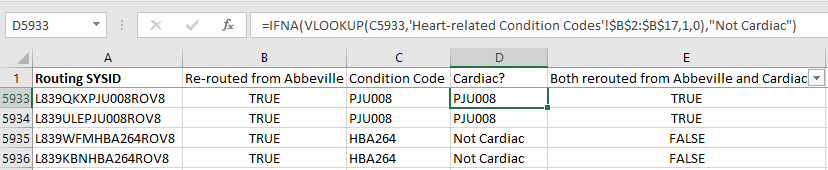 D5933 fx =IFNA(VLOOKUP(C5933,'Heart-related Condition Codes'!$B$2:$B$17,1,0),"Not Cardiac")
A B C D E
1 Routing SYSID Re-routed from Abbeville Condition Code Cardiac? Both rerouted from Abbeville and Cardiac
5933 L839QKXPJU008ROV8 TRUE PJU008 PJU008 TRUE
5934 L839ULEPJU008ROV8 TRUE PJU008 PJU008 TRUE
5935 L839WFMHBA264ROV8 TRUE HBA264 Not Cardiac FALSE
5936 L839KBNHBA264ROV8 TRUE HBA264 Not Cardiac FALSE